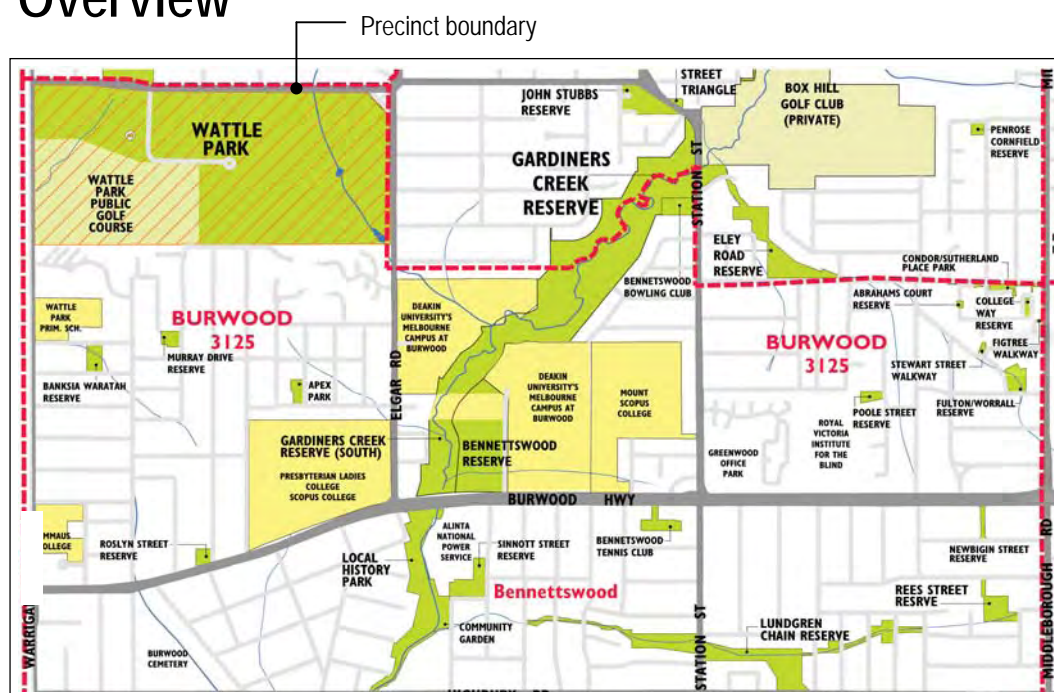 Overview
Precinct boundary
STREET
TRIANGLE
JOHN STUBBS
RESERVE
BOX HILL
GOLF CLUB
(PRIVATE)
WATTLE
PARK
PENROSE
CORNFIELD
RESERVE
GARDINERS
CREEK
RESERVE
STATION ST
WATTLE
PARK
PUBLIC
GOLF
COURSE
ELEY
ROAD
RESERVE
CONDOR/SUTHERLAND
PLACE PARK
BENNETSWOOD
BOWLING CLUB
ABRAHAMS COURT
RESERVE
COLLEGE
WAY
RESERVE
WATTLE
PARK
PRIM. SCH.
BURWOOD
3125
DEAKIN
UNIVERSITY'S
MELBOURNE
CAMPUS AT
BURWOOD
BURWOOD
3125
FIGTREE
WALKWAY
MURRAY DRIVE
RESERVE
STEWART STREET
WALKWAY
BANKSIA WARATAH
RESERVE
APEX
PARK
ELGAR RD
DEAKIN
UNIVERSITY'S
MELBOURNE
CAMPUS AT
BURWOOD
MOUNT
SCOPUS
COLLEGE
POOLE STREET
RESERVE
FULTON/WORRALL
RESERVE
GARDINERS CREEK
RESERVE (SOUTH)
BENNETTSWOOD
RESERVE
ROYAL
VICTORIA
INSTITUTE
FOR THE
BLIND
GREENWOOD
OFFICE
PARK
PRESBYTERIAN LADIES
COLLEGE
SCOPUS COLLEGE
BURWOOD HWY
ROSLYN STREET
RESERVE
LOCAL
HISTORY
PARK
ALINTA
NATIONAL
POWER
SERVICE
SINNOTT STREET
RESERVE
BENNETSWOOD
TENNIS CLUB
NEWBIGIN STREET
RESERVE
Bennettswood
REES STREET
RESRVE
COMMUNITY
GARDEN
LUNDGREN
CHAIN RESERVE
BURWOOD
CEMETERY
WARRIGA
STATION ST
MIDDLEBOROUGH RD